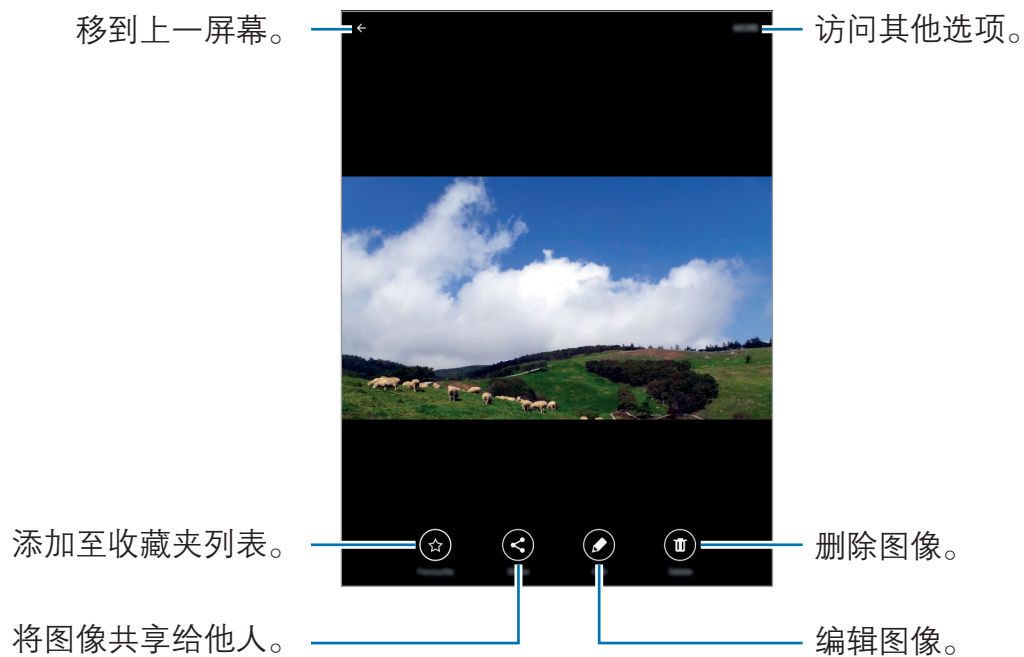 移到上一屏幕。
访问其他选项。
添加至收藏夹列表。
删除图像。
将图像共享给他人。
编辑图像。